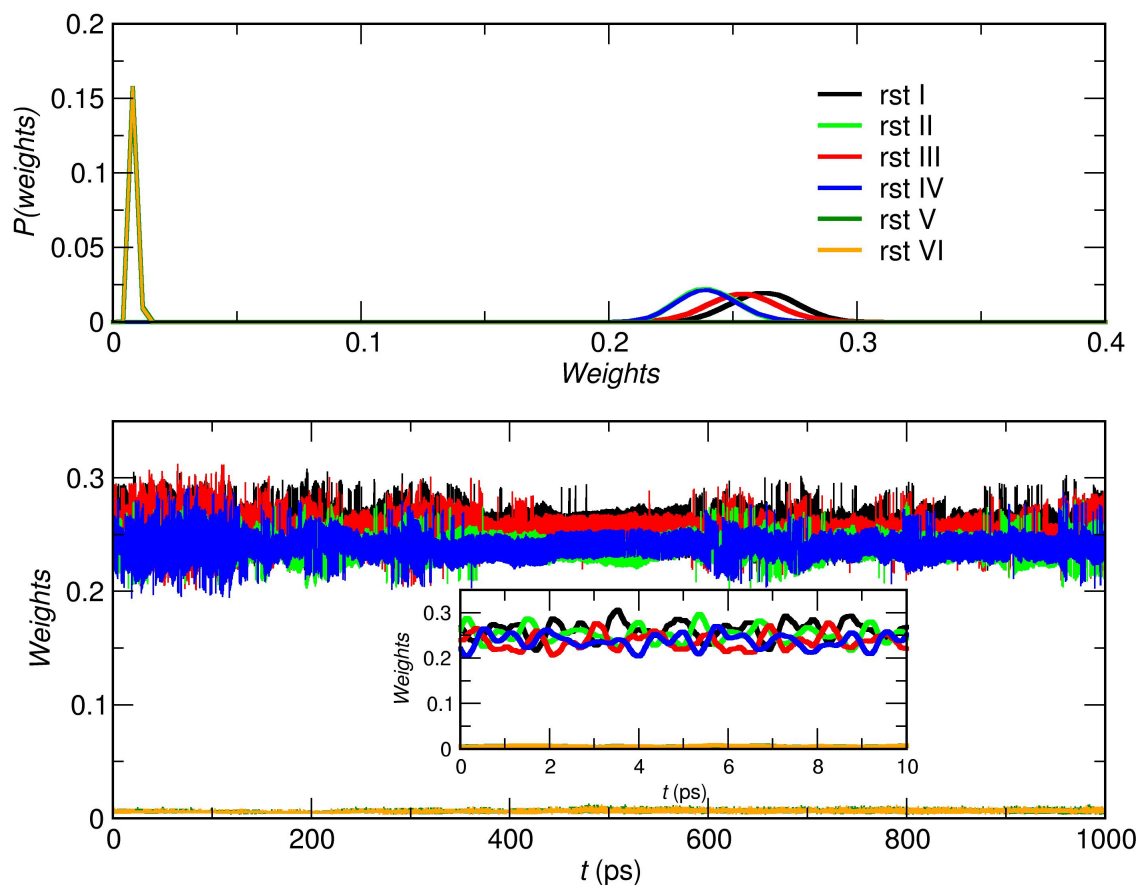 0.2
0.15
0.1
0.05
0
P(weights)
rst I
rst II
rst III
rst IV
rst V
rst VI
0 0.1 0.2 0.3 0.4
Weights
0.3
0.2
0.1
0
Weights
0.3
0.2
0.1
0
Weights
0 2 4 6 8 10
t (ps)
0 200 400 600 800 1000
t (ps)